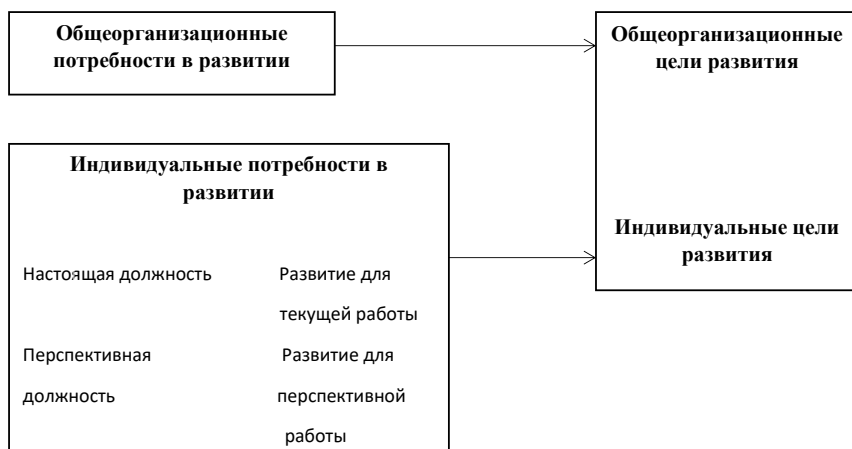 Общеорганизационные
потребности в развитии
Общеорганизационные
цели развития
Индивидуальные потребности в
развитии
Настоящая должность Развитие для
текущей работы
Перспективная Развитие для
должность перспективной
работы
Индивидуальные цели
развития